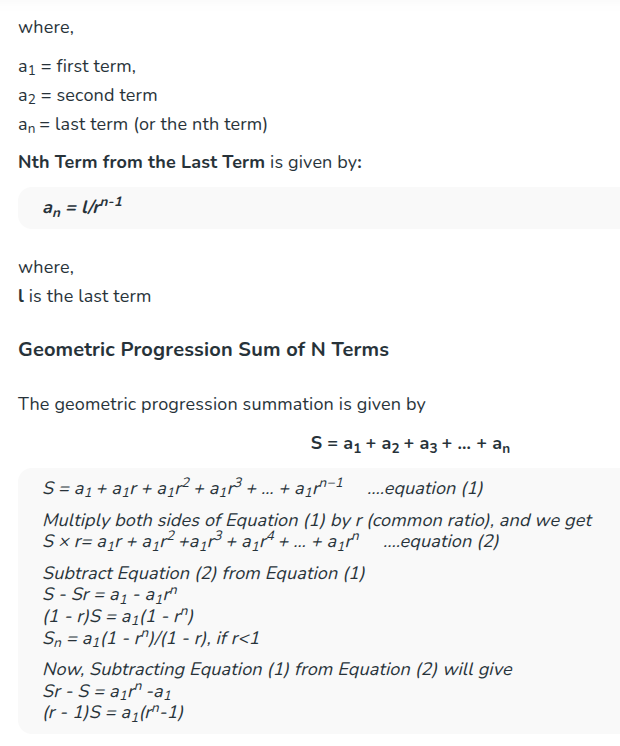 where,
a₁ = first term,
a₂ = second term
aₙ = last term (or the nth term)
Nth Term from the Last Term is given by:
aₙ = l/rⁿ⁻¹
where,
l is the last term
Geometric Progression Sum of N Terms
The geometric progression summation is given by
S = a₁ + a₂ + a₃ + ... + aₙ
S = a₁ + a₁r + a₁r² + a₁r³ + ... + a₁rⁿ⁻¹ ....equation (1)
Multiply both sides of Equation (1) by r (common ratio), and we get
S x r= a₁r + a₁r² +a₁r³ + a₁r⁴ + ... + a₁rⁿ ....equation (2)
Subtract Equation (2) from Equation (1)
S - Sr = a₁ - a₁rⁿ
(1 - r)S = a₁(1 - rⁿ)
Sₙ = a₁(1 - rⁿ)/(1 - r), if r<1
Now, Subtracting Equation (1) from Equation (2) will give
Sr - S = a₁rⁿ -a₁
(r - 1)S = a₁(rⁿ-1)